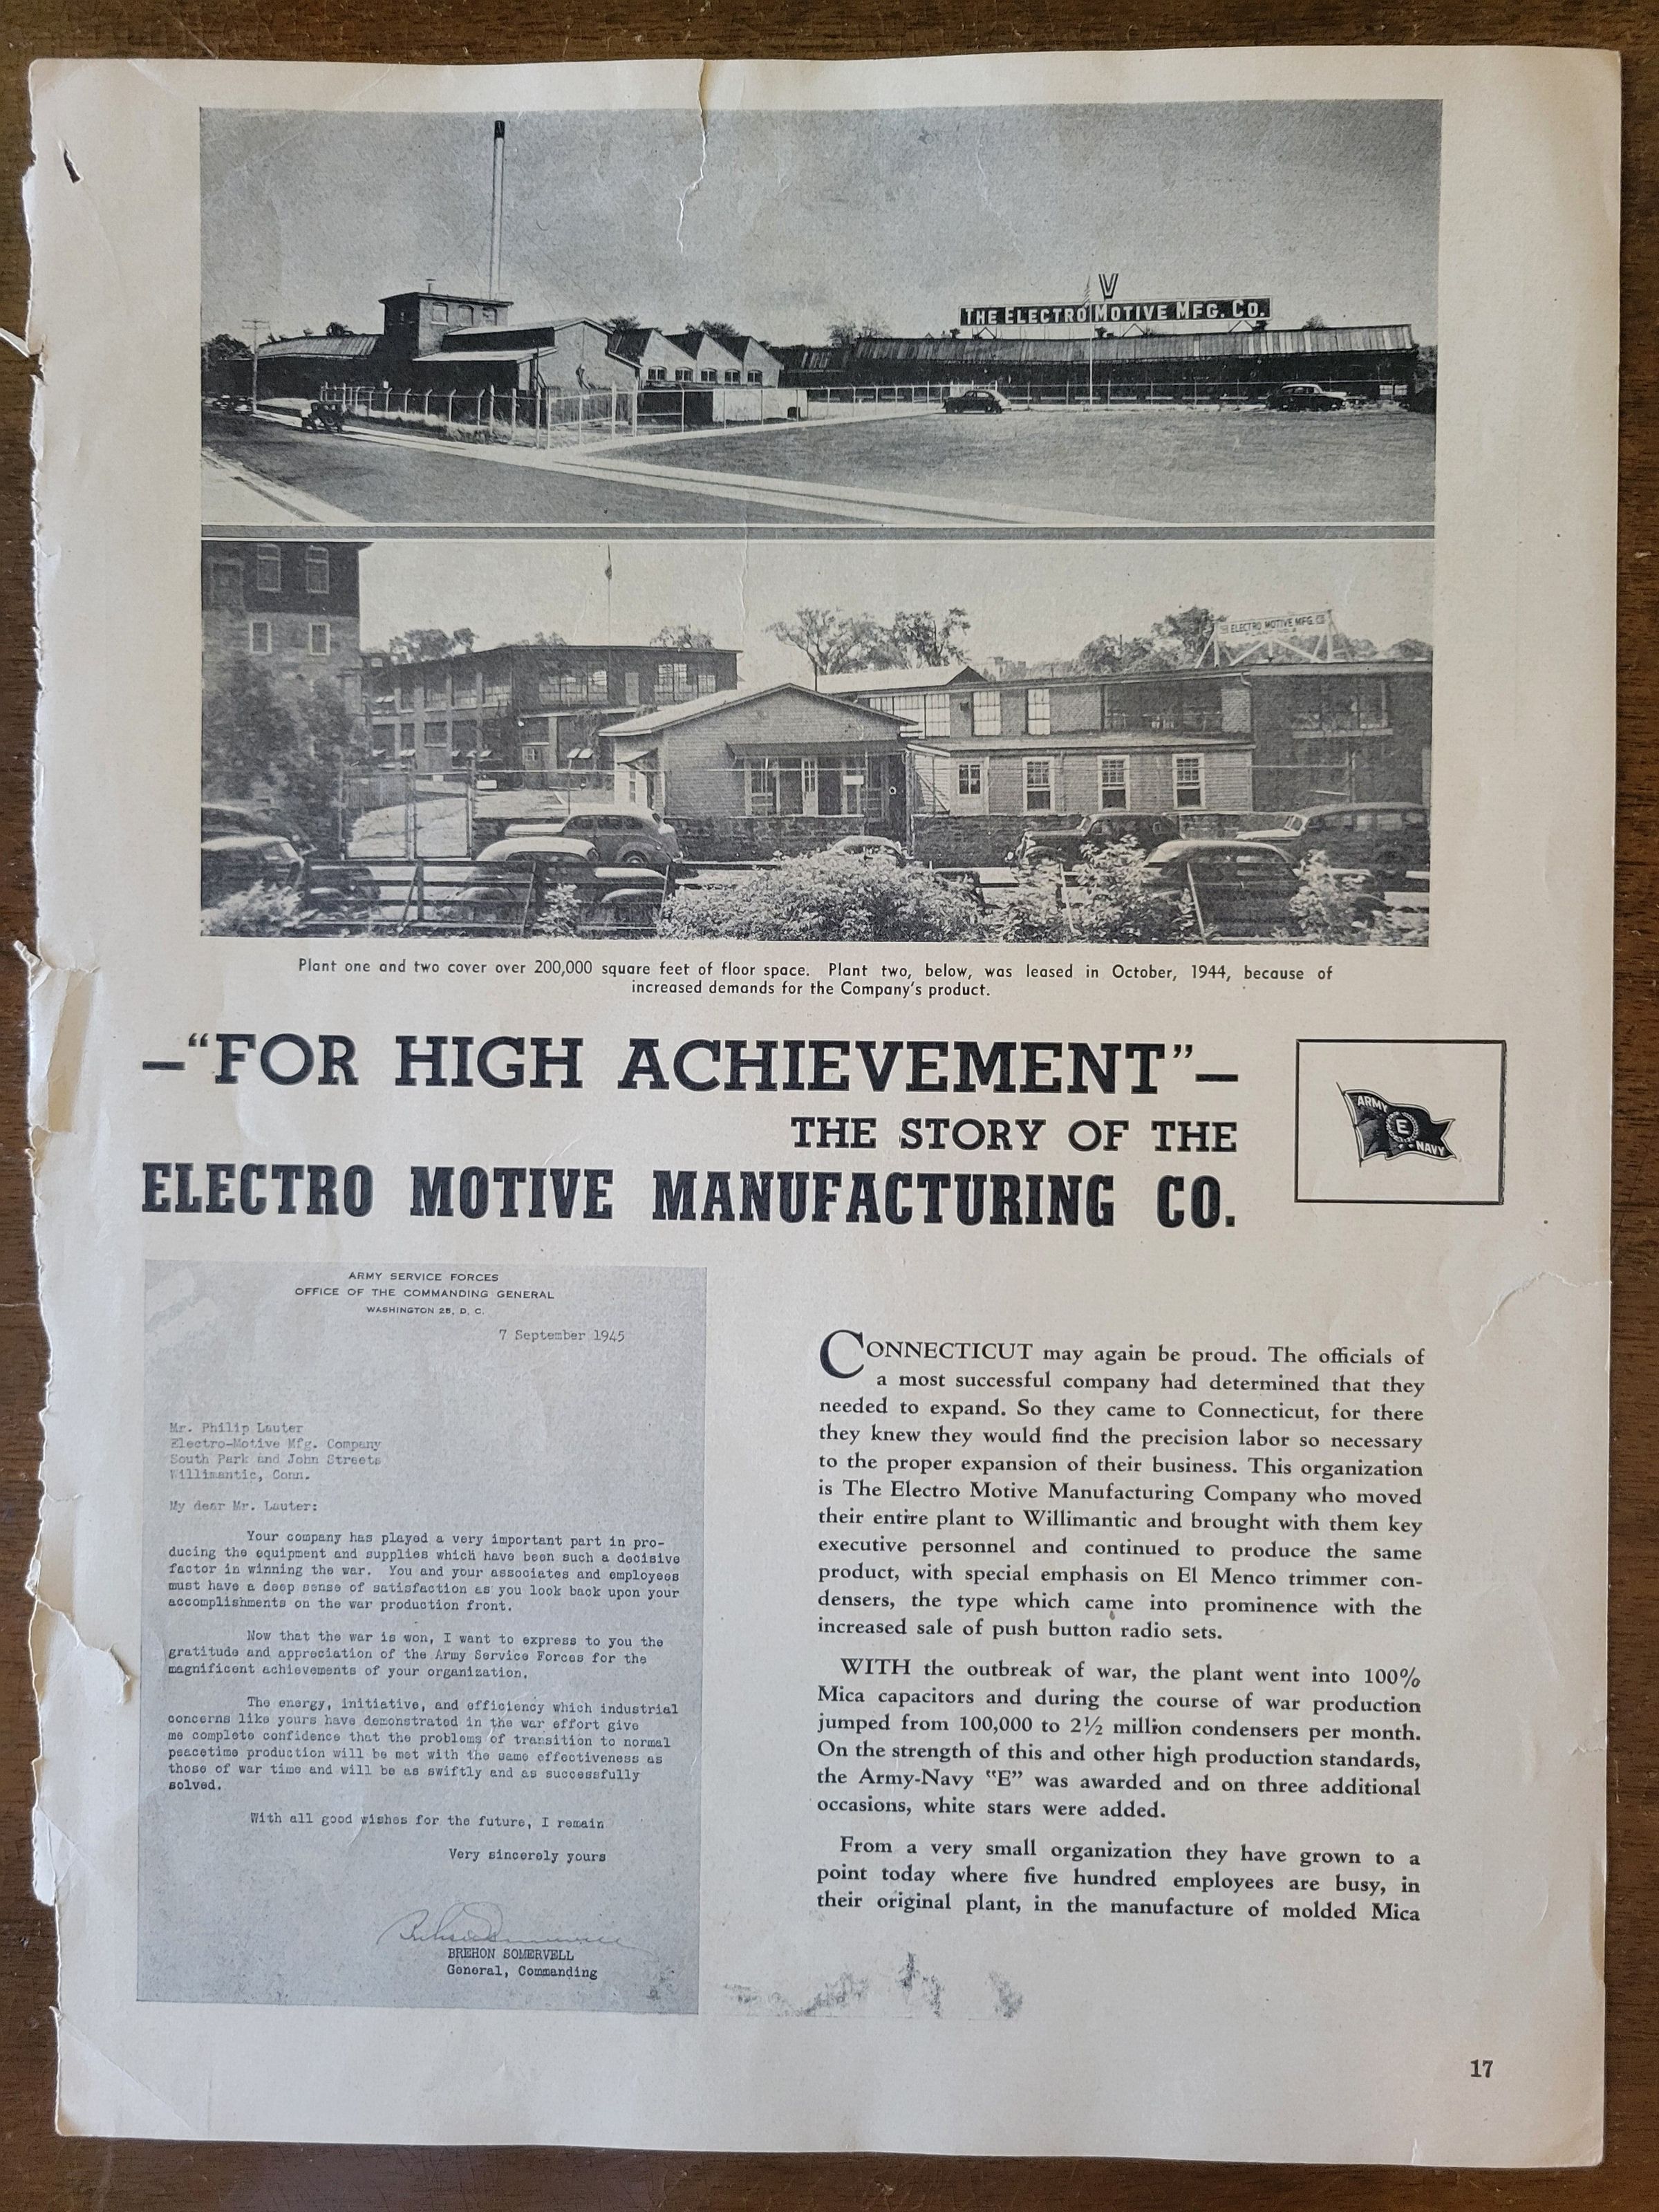 V
THE ELECTRO MOTIVE MFG. CO.
ELECTRO MOTIVE MFG. CO.
Plant one and two cover over 200,000 square feet of floor space. Plant two, below, was leased in October, 1944, because of
increased demands for the Company's product.
—"FOR HIGH ACHIEVEMENT"—
THE STORY OF THE
ELECTRO MOTIVE MANUFACTURING CO.
ARMY
E
NAVY
ARMY SERVICE FORCES
OFFICE OF THE COMMANDING GENERAL
WASHINGTON 25, D. C.
7 September 1945
Mr. Philip Lauter
Electro-Motive Mfg. Company
South Park and John Streets
Willimantic, Conn.
My dear Mr. Lauter:
Your company has played a very important part in pro-
ducing the equipment and supplies which have been such a decisive
factor in winning the war. You and your associates and employees
must have a deep sense of satisfaction as you look back upon your
accomplishments on the war production front.
Now that the war is won, I want to express to you the
gratitude and appreciation of the Army Service Forces for the
magnificent achievements of your organization.
The energy, initiative, and efficiency which industrial
concerns like yours have demonstrated in the war effort give
me complete confidence that the problems of transition to normal
peacetime production will be met with the same effectiveness as
those of war time and will be as swiftly and as successfully
solved.
With all good wishes for the future, I remain
Very sincerely yours
BREHON SOMERVELL
General, Commanding
CONNECTICUT may again be proud. The officials of
a most successful company had determined that they
needed to expand. So they came to Connecticut, for there
they knew they would find the precision labor so necessary
to the proper expansion of their business. This organization
is The Electro Motive Manufacturing Company who moved
their entire plant to Willimantic and brought with them key
executive personnel and continued to produce the same
product, with special emphasis on El Menco trimmer con-
densers, the type which came into prominence with the
increased sale of push button radio sets.
WITH the outbreak of war, the plant went into 100%
Mica capacitors and during the course of war production
jumped from 100,000 to 2½ million condensers per month.
On the strength of this and other high production standards,
the Army-Navy "E" was awarded and on three additional
occasions, white stars were added.
From a very small organization they have grown to a
point today where five hundred employees are busy, in
their original plant, in the manufacture of molded Mica
17